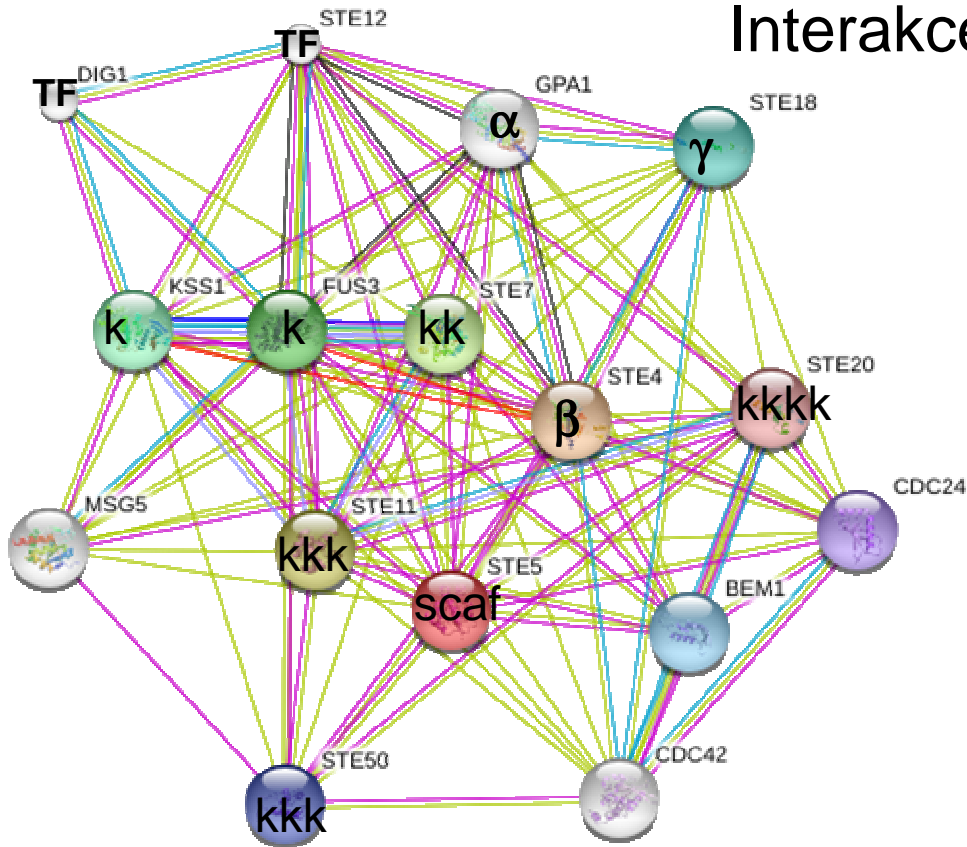 Interakce
STE12
TF
DIG1
TF
GPA1
α
STE18
γ
KSS1
k
FUS3
k
STE7
kk
STE4
β
STE20
kkkk
MSG5
STE11
kkk
STE5
scaf
CDC24
BEM1
STE50
kkk
CDC42